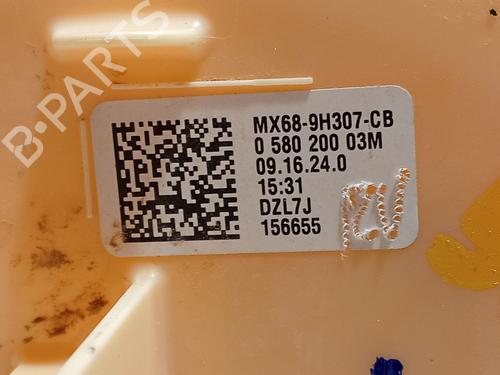 B-PARTS
MX68-9H307-CB
0 580 200 03M
09.16.24.0
15:31
DZL7J
156655